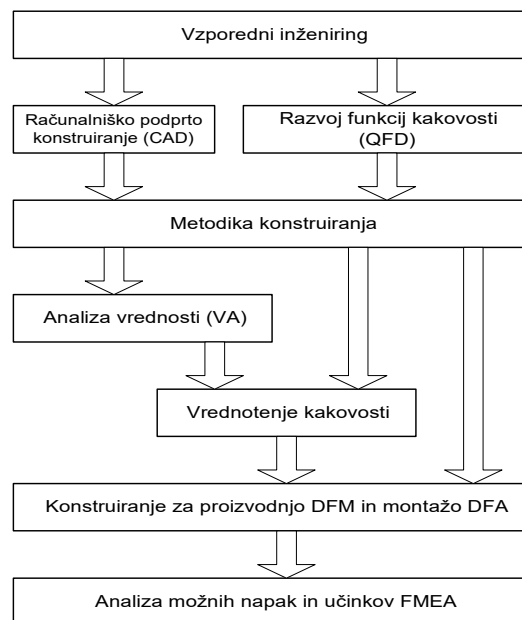 Vzporedni inženiring
Računalniško podprto
konstruiranje (CAD)
Razvoj funkcij kakovosti
(QFD)
Metodika konstruiranja
Analiza vrednosti (VA)
Vrednotenje kakovosti
Konstruiranje za proizvodnjo DFM in montažo DFA
Analiza možnih napak in učinkov FMEA